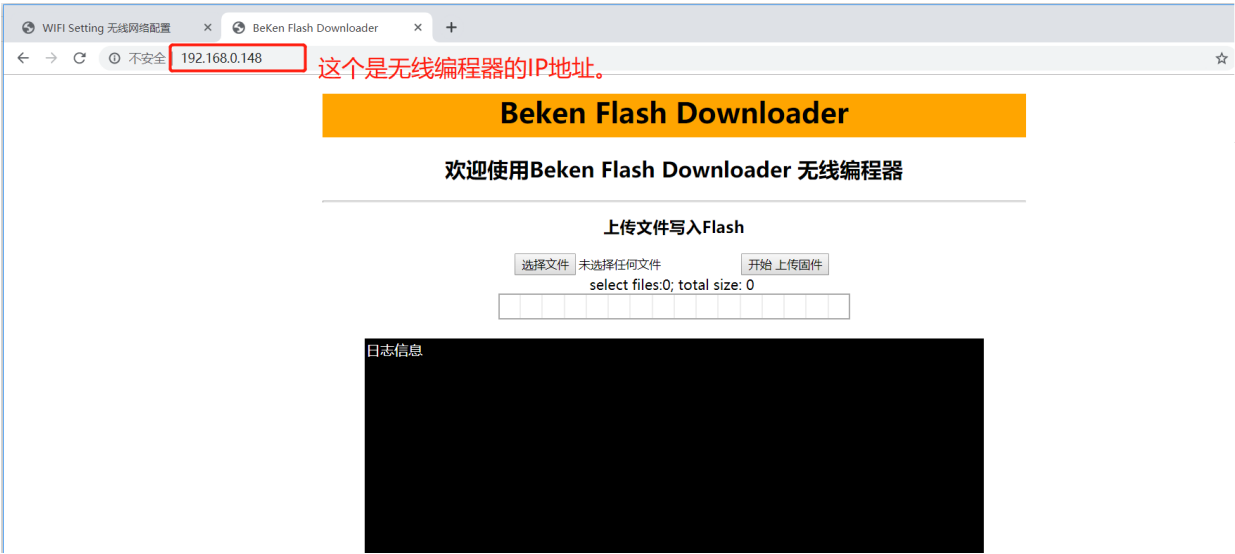 WIFI Setting 无线网络配置
BeKen Flash Downloader
不安全
192.168.0.148
这个是无线编程器的IP地址。
Beken Flash Downloader
欢迎使用Beken Flash Downloader 无线编程器
上传文件写入Flash
选择文件 未选择任何文件 开始 上传固件
select files:0; total size: 0
日志信息